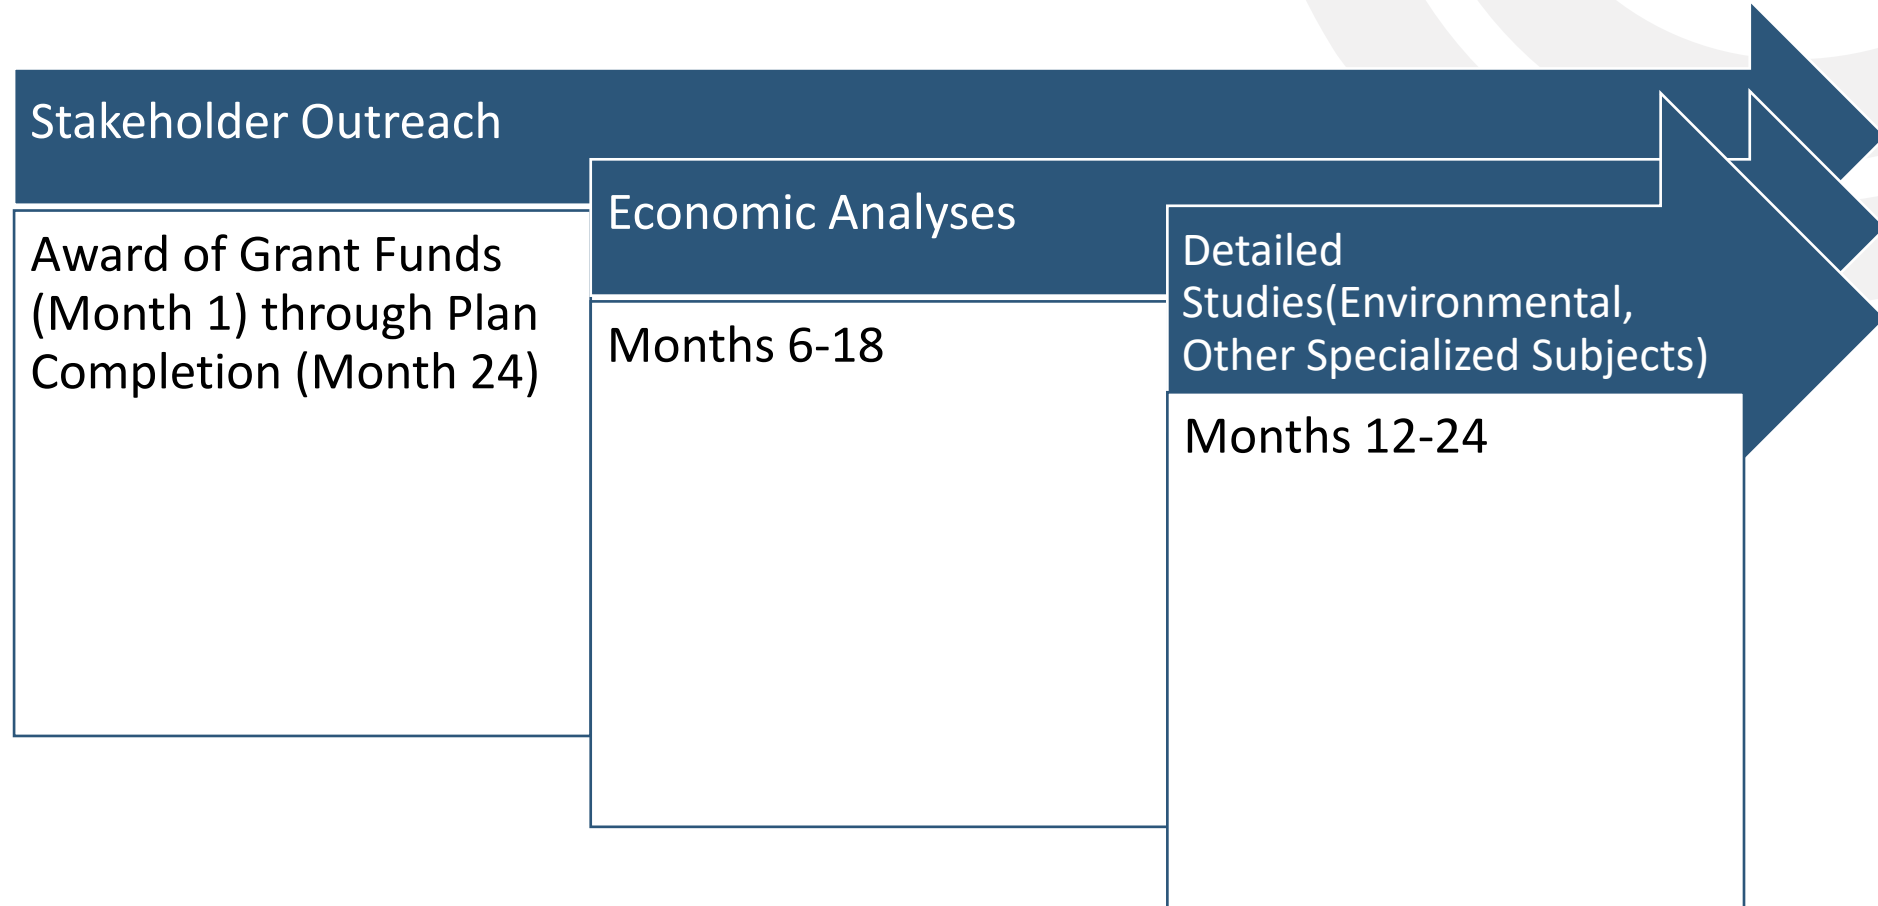 Stakeholder Outreach
Award of Grant Funds
(Month 1) through Plan
Completion (Month 24)
Economic Analyses
Months 6-18
Detailed
Studies(Environmental,
Other Specialized Subjects)
Months 12-24